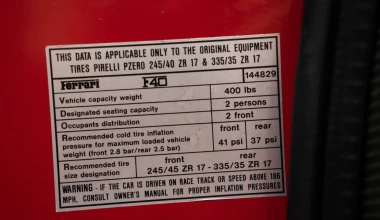 THIS DATA IS APPLICABLE ONLY TO THE ORIGINAL EQUIPMENT
TIRES PIRELLI PZERO 245/40 ZR 17 & 335/35 ZR 17
Ferrari F40 144829
Vehicle capacity weight 400 lbs
Designated seating capacity 2 persons
Occupants distribution 2 front
Recommended cold tire inflation front rear
pressure for maximum loaded vehicle 41 psi 37 psi
weight (front 2.8 bar/rear 2.5 bar)
Recommended tire front rear
size designation 245/45 ZR 17 - 335/35 ZR 17
WARNING - IF THE CAR IS DRIVEN ON RACE TRACK OR SPEED ABOVE 186
MPH, CONSULT OWNER'S MANUAL FOR PROPER INFLATION PRESSURES